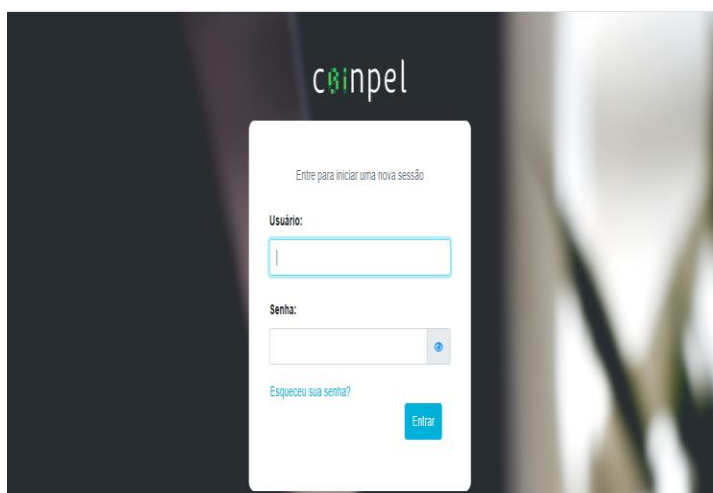 coinpel
Entre para iniciar uma nova sessão
Usuário:
Senha:
Esqueceu sua senha?
Entrar